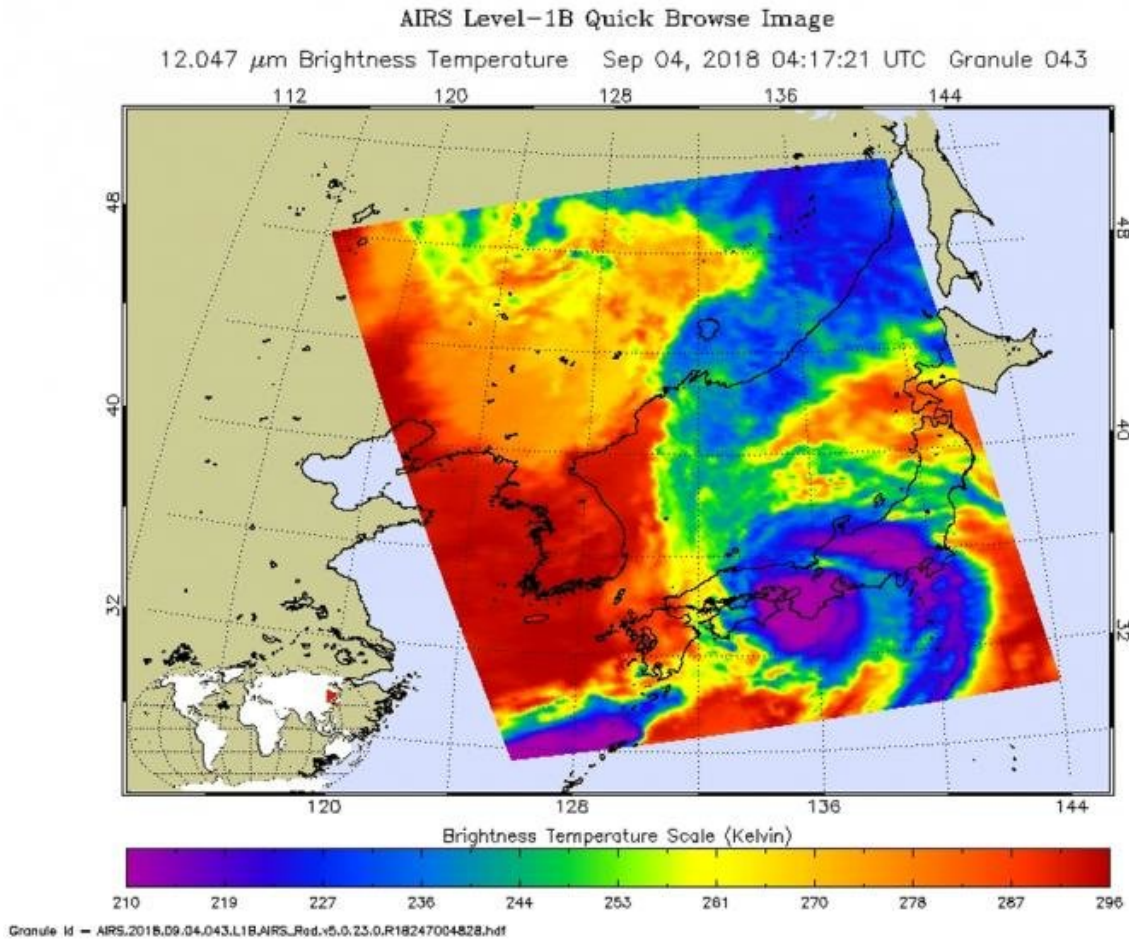 AIRS Level-1B Quick Browse Image
12.047 μm Brightness Temperature Sep 04, 2018 04:17:21 UTC Granule 043
112 120 128 136 144
48 48
40 40
32 32
120 128 136 144
Brightness Temperature Scale (Kelvin)
210 219 227 236 244 253 261 270 278 287 296
Granule Id - AIRS.2018.09.04.043.L1B.AIRS_Rad.v5.0.23.0.R18247004828.hdf